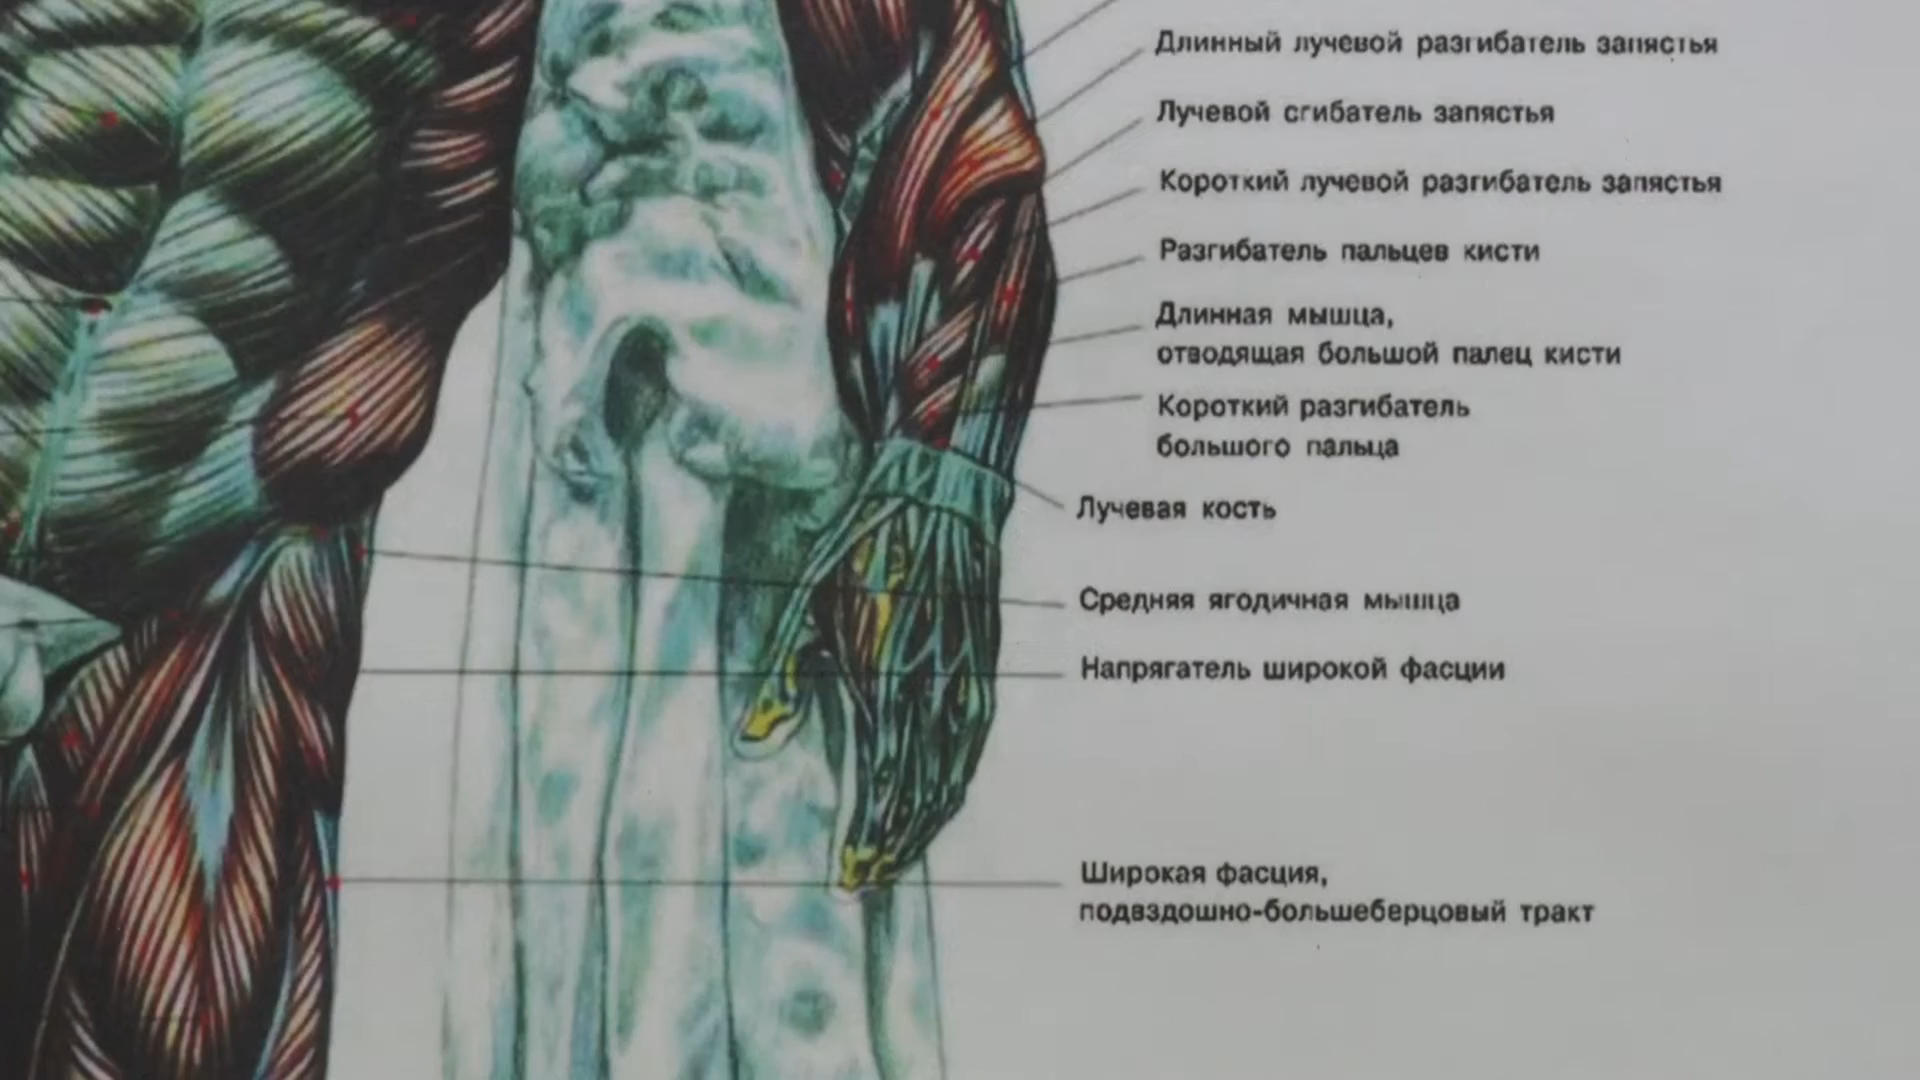 Длинный лучевой разгибатель запястья
Лучевой сгибатель запястья
Короткий лучевой разгибатель запястья
Разгибатель пальцев кисти
Длинная мышца,
отводящая большой палец кисти
Короткий разгибатель
большого пальца
Лучевая кость
Средняя ягодичная мышца
Напрягатель широкой фасции
Широкая фасция,
подвздошно-большеберцовый тракт